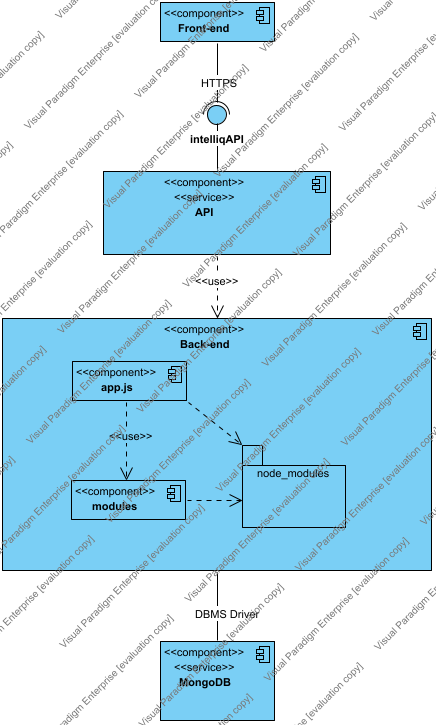 <<component>>
Front-end
HTTPS
intelliqAPI
<<component>>
<<service>>
API
<<use>>
<<component>>
Back-end
<<component>>
app.js
<<use>>
node_modules
<<component>>
modules
DBMS Driver
<<component>>
<<service>>
MongoDB
Visual Paradigm Enterprise [evaluation copy]